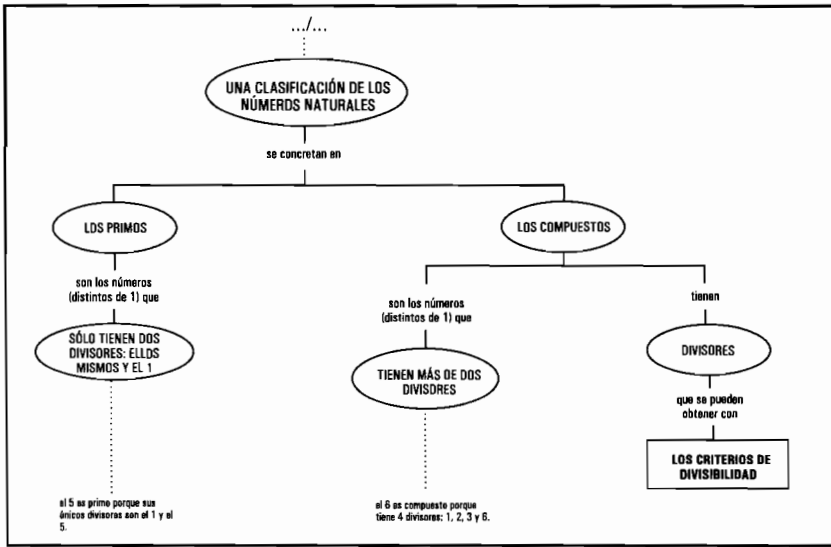 .../...
UNA CLASIFICACIÓN DE LOS
NÚMEROS NATURALES
se concretan en
LOS PRIMOS
LOS COMPUESTOS
son los números
(distintos de 1) que
son los números
(distintos de 1) que
tienen
SÓLO TIENEN DOS
DIVISORES: ELLOS
MISMOS Y EL 1
TIENEN MÁS DE DOS
DIVISORES
DIVISORES
que se pueden
obtener con
LOS CRITERIOS DE
DIVISIBILIDAD
el 5 es primo porque sus
únicos divisores son el 1 y el
5.
el 6 es compuesto porque
tiene 4 divisores: 1, 2, 3 y 6.